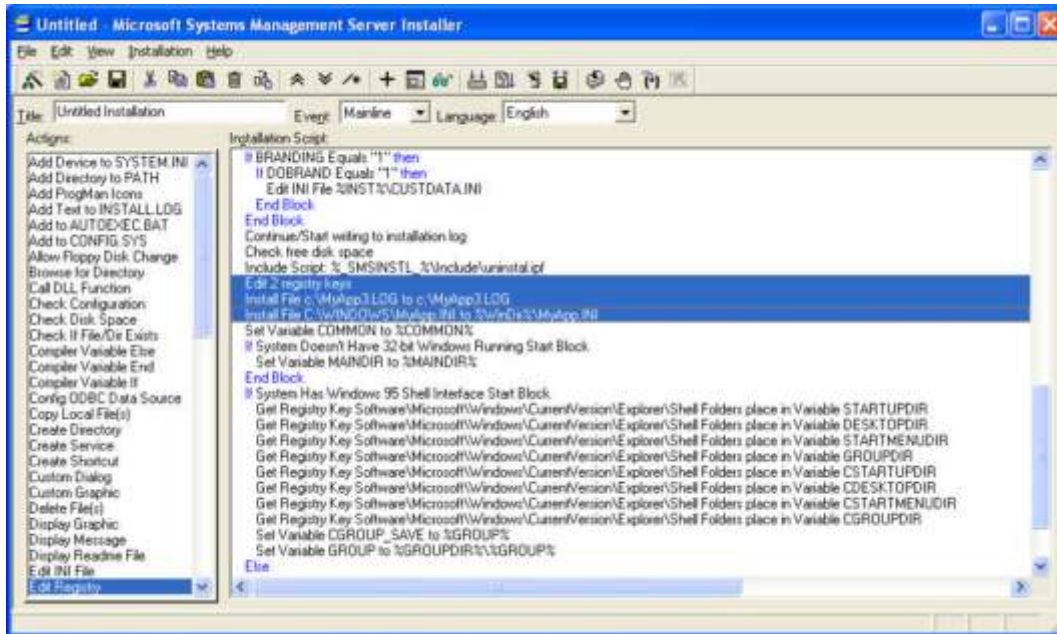 Untitled - Microsoft Systems Management Server Installer
File Edit View Installation Help
Title: Untitled Installation Event: Mainline Language: English
Actions:
Add Device to SYSTEM.INI
Add Directory to PATH
Add ProgMan Icons
Add Text to INSTALL.LOG
Add to AUTOEXEC.BAT
Add to CONFIG.SYS
Allow Floppy Disk Change
Browse for Directory
Call DLL Function
Check Configuration
Check Disk Space
Check If File/Dir Exists
Compiler Variable Else
Compiler Variable End
Compiler Variable If
Config ODBC Data Source
Copy Local File(s)
Create Directory
Create Service
Create Shortcut
Custom Dialog
Custom Graphic
Delete File(s)
Display Graphic
Display Message
Display Readme File
Edit INI File
Edit Registry
Installation Script:
If BRANDING Equals "1" then
If DOBRAND Equals "1" then
Edit INI File %INST%\CUSTDATA.INI
End Block
End Block
Continue/Start writing to installation log
Check free disk space
Include Script: %_SMSINSTL_%\Include\uninstal.ipf
Edit 2 registry keys
Install File c:\MyApp3.LOG to c:\MyApp3.LOG
Install File C:\WINDOWS\MyApp.INI to %WinDir%\MyApp.INI
Set Variable COMMON to %COMMON%
If System Doesn't Have 32-bit Windows Running Start Block
Set Variable MAINDIR to %MAINDIR%
End Block
If System Has Windows 95 Shell Interface Start Block
Get Registry Key Software\Microsoft\Windows\CurrentVersion\Explorer\Shell Folders place in Variable STARTUPDIR
Get Registry Key Software\Microsoft\Windows\CurrentVersion\Explorer\Shell Folders place in Variable DESKTOPDIR
Get Registry Key Software\Microsoft\Windows\CurrentVersion\Explorer\Shell Folders place in Variable STARTMENUDIR
Get Registry Key Software\Microsoft\Windows\CurrentVersion\Explorer\Shell Folders place in Variable GROUPDIR
Get Registry Key Software\Microsoft\Windows\CurrentVersion\Explorer\Shell Folders place in Variable CSTARTUPDIR
Get Registry Key Software\Microsoft\Windows\CurrentVersion\Explorer\Shell Folders place in Variable CDESKTOPDIR
Get Registry Key Software\Microsoft\Windows\CurrentVersion\Explorer\Shell Folders place in Variable CSTARTMENUDIR
Get Registry Key Software\Microsoft\Windows\CurrentVersion\Explorer\Shell Folders place in Variable CGROUPDIR
Set Variable CGROUP_SAVE to %GROUP%
Set Variable GROUP to %GROUPDIR%\%GROUP%
Else